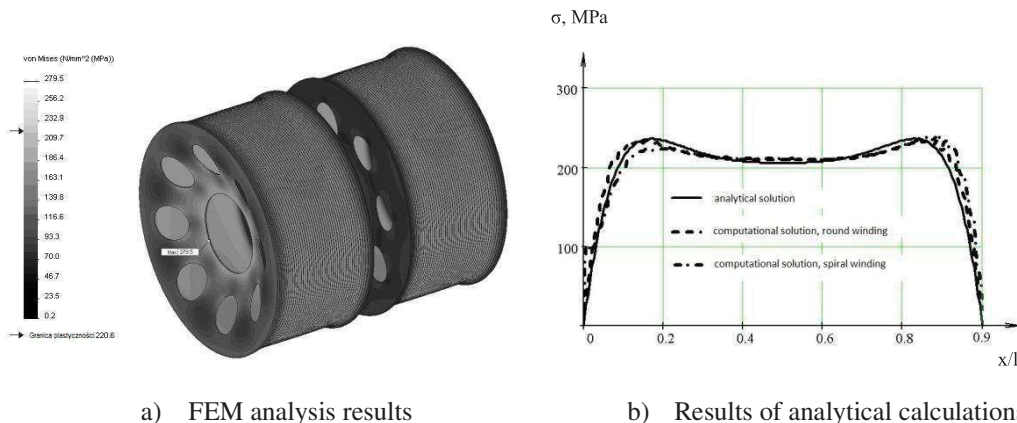 von Mises (N/mm^2 (MPa))
279.5
256.2
232.9
209.7
186.4
163.1
139.8
116.6
93.3
70.0
46.7
23.5
0.2
Granica plastyczności 220.6
Max: 279.5
σ, MPa
300
200
100
analytical solution
computational solution, round winding
computational solution, spiral winding
0 0.2 0.4 0.6 0.8 0.9
x/l
a) FEM analysis results
b) Results of analytical calculation